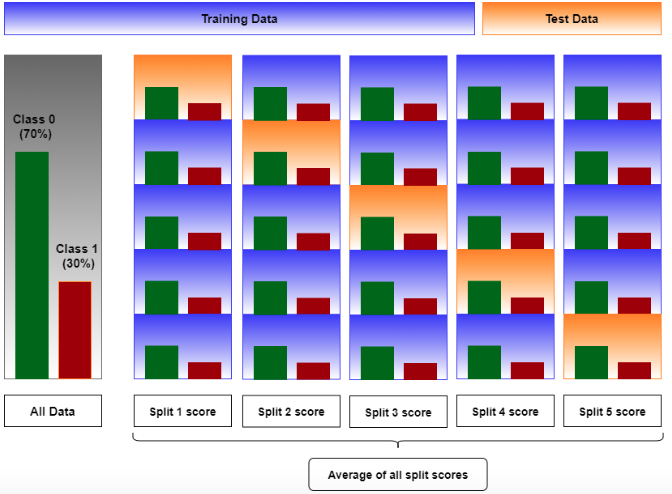 Training Data
Test Data
Class 0
(70%)
Class 1
(30%)
All Data
Split 1 score
Split 2 score
Split 3 score
Split 4 score
Split 5 score
Average of all split scores